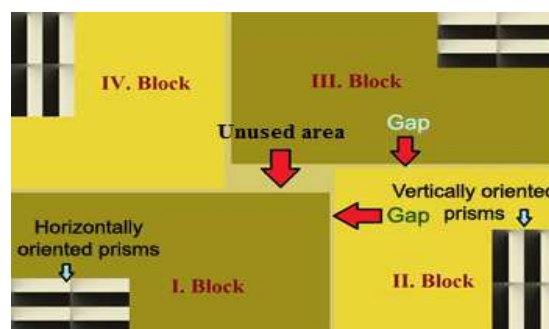 IV. Block
III. Block
Unused area
Gap
Vertically oriented
prisms
Gap
Horizontally
oriented prisms
I. Block
II. Block